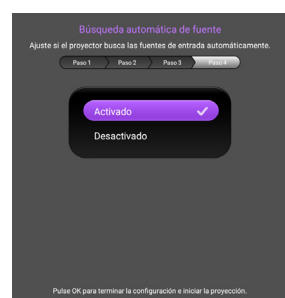 Búsqueda automática de fuente
Ajuste si el proyector busca las fuentes de entrada automáticamente.
Paso 1 Paso 2 Paso 3 Paso 4
Activado
Desactivado
Pulse OK para terminar la configuración e iniciar la proyección.